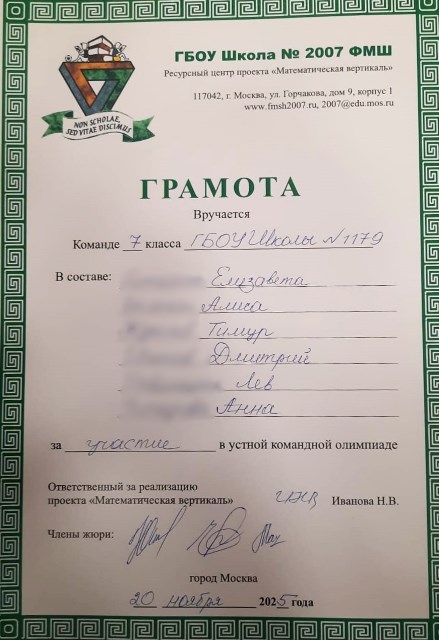 NON SCHOLAE,
SED VITAE DISCIMUS
ГБОУ Школа № 2007 ФМШ
Ресурсный центр проекта «Математическая вертикаль»
117042, г. Москва, ул. Горчакова, дом 9, корпус 1
www.fmsh2007.ru, 2007@edu.mos.ru
ГРАМОТА
Вручается
Команде 7 класса ГБОУ Школы №1179
В составе: Елизавета
Алиса
Тимур
Дмитрий
Лев
Анна
за участие в устной командной олимпиаде
Ответственный за реализацию
проекта «Математическая вертикаль» Иванова Н.В.
Члены жюри:
город Москва
20 ноября 2025 года